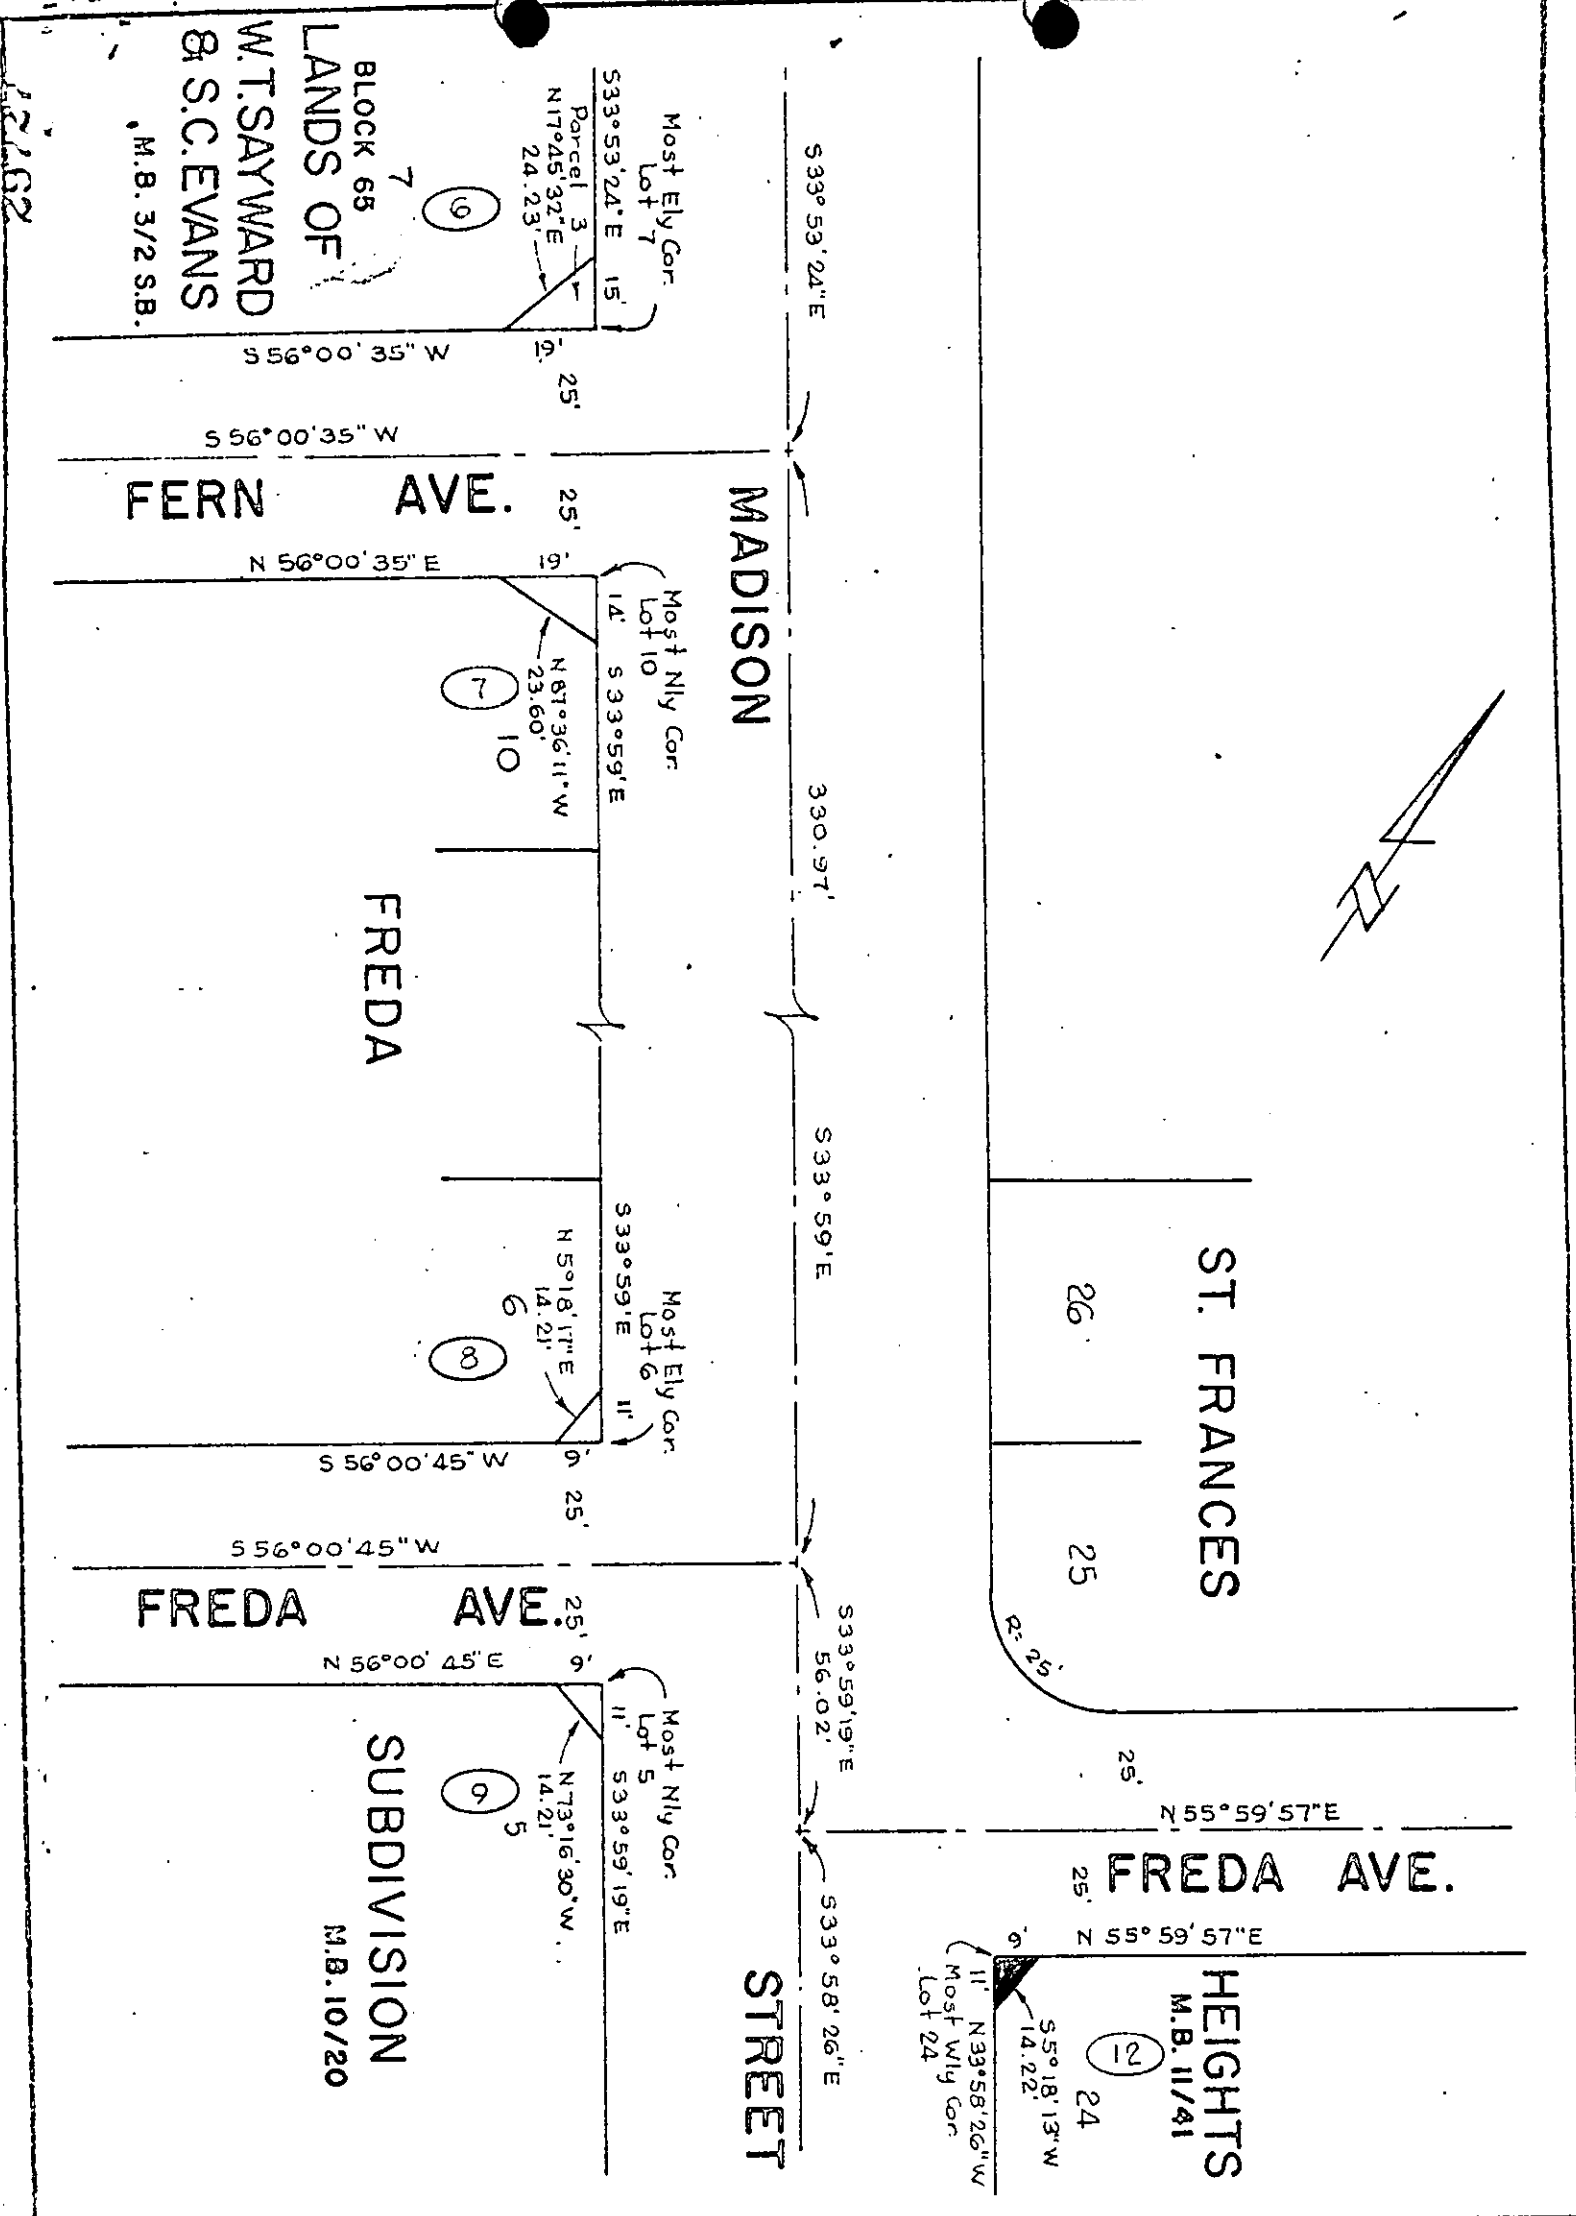 BLOCK 65
LANDS OF
W.T.SAYWARD
& S.C.EVANS
M.B. 3/2 S.B.
7
6
Most Ely Cor.
Lot 7
S33°53'24"E 15'
Parcel 3
N17°45'32"E
24.23'
S33°53'24"E
S56°00'35"W
19'
25'
S56°00'35"W
FERN AVE.
25'
N 56°00'35"E
19'
MADISON
Most Nly Cor.
Lot 10
14' S33°59'E
N87°36'11"W
23.60'
7
10
330.97'
FREDA
S33°59'E
ST. FRANCES
26
25
Most Ely Cor.
Lot 6
S33°59'E 11'
N 5°18'17"E
14.21'
6
8
S 56°00'45"W
9'
25'
S56°00'45"W
FREDA AVE.
25'
N 56°00'45"E
9'
R=25'
S33°59'19"E
56.02'
25'
N55°59'57"E
FREDA AVE.
25'
N 55°59'57"E
9'
Most Nly Cor.
Lot 5
11' S33°59'19"E
N73°16'30"W
14.21'
9
5
SUBDIVISION
M.B.10/20
STREET
S33°58'26"E
HEIGHTS
M.B. 11/41
12
24
S5°18'13"W
14.22'
11' N33°58'26"W
Most Wly Cor.
Lot 24